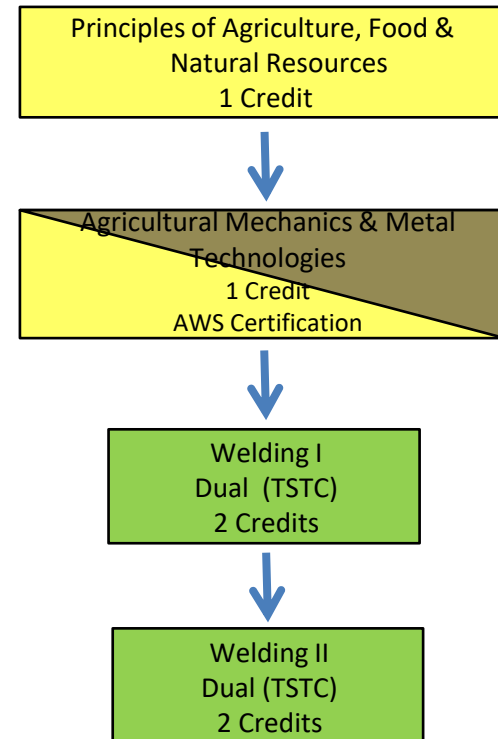 Principles of Agriculture, Food &
Natural Resources
1 Credit
Agricultural Mechanics & Metal
Technologies
1 Credit
AWS Certification
Welding I
Dual (TSTC)
2 Credits
Welding II
Dual (TSTC)
2 Credits